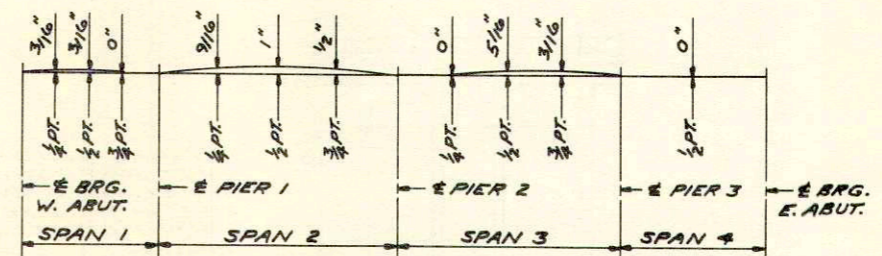 3/16" 3/16" 0" 9/16" 1" 1/2" 0" 5/16" 3/16" 0"
1/4 PT. 1/2 PT. 3/4 PT. 1/4 PT. 1/2 PT. 3/4 PT. 1/4 PT. 1/2 PT. 3/4 PT. 1/2 PT.
℄ BRG. ℄ PIER 1 ℄ PIER 2 ℄ PIER 3 ℄ BRG.
W. ABUT. E. ABUT.
SPAN 1 SPAN 2 SPAN 3 SPAN 4